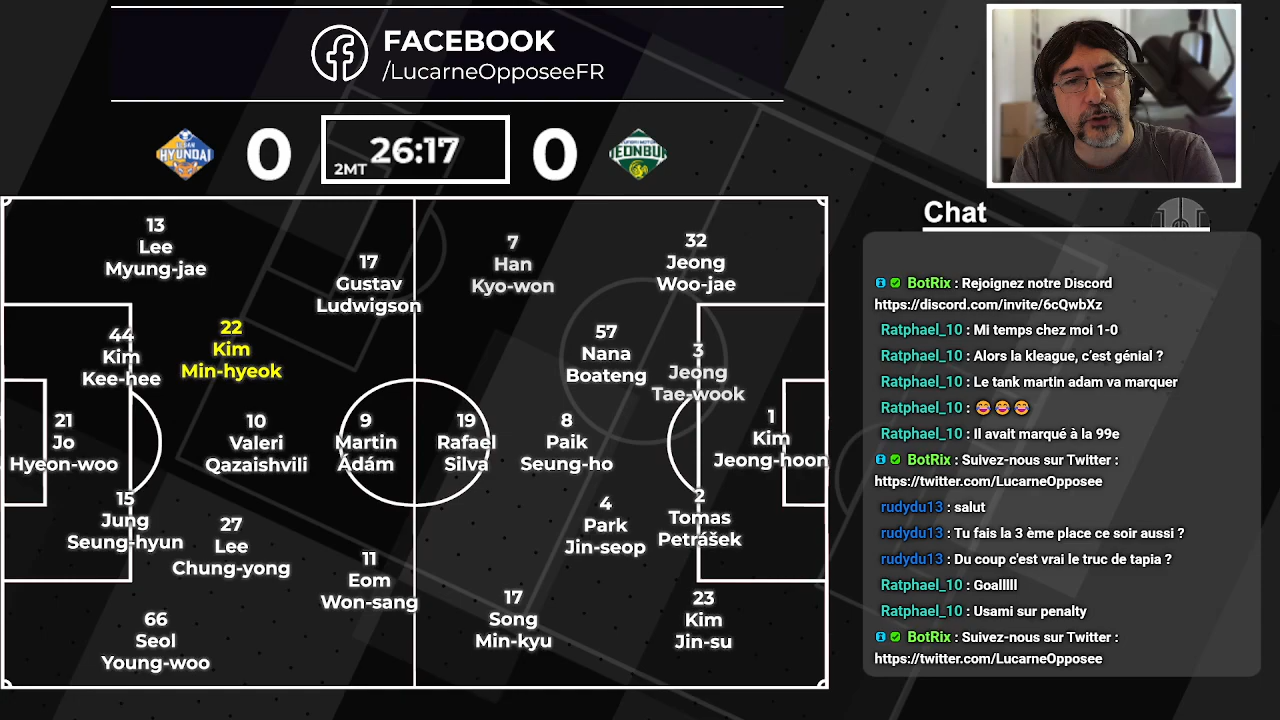 FACEBOOK
/LucarneOpposeeFR
HYUNDAI
0
2MT
26:17
0
13
Lee
Myung-jae
17
Gustav
Ludwigson
7
Han
Kyo-won
32
Jeong
Woo-jae
44
Kim
Kee-hee
22
Kim
Min-hyeok
57
Nana
Boateng
3
Jeong
Tae-wook
21
Jo
Hyeon-woo
10
Valeri
Qazaishvili
9
Martin
Ádám
19
Rafael
Silva
8
Paik
Seung-ho
1
Kim
Jeong-hoon
15
Jung
Seung-hyun
27
Lee
Chung-yong
11
Eom
Won-sang
4
Park
Jin-seop
2
Tomas
Petrášek
66
Seol
Young-woo
17
Song
Min-kyu
23
Kim
Jin-su
Chat
BotRix : Rejoignez notre Discord
https://discord.com/invite/6cQwbXz
Ratphael_10 : Mi temps chez moi 1-0
Ratphael_10 : Alors la kleague, c’est génial ?
Ratphael_10 : Le tank martin adam va marquer
Ratphael_10 : 😂 😂 😂
Ratphael_10 : Il avait marqué à la 99e
BotRix : Suivez-nous sur Twitter :
https://twitter.com/LucarneOpposee
rudydu13 : salut
rudydu13 : Tu fais la 3 ème place ce soir aussi ?
rudydu13 : Du coup c'est vrai le truc de tapia ?
Ratphael_10 : Goalllll
Ratphael_10 : Usami sur penalty
BotRix : Suivez-nous sur Twitter :
https://twitter.com/LucarneOpposee